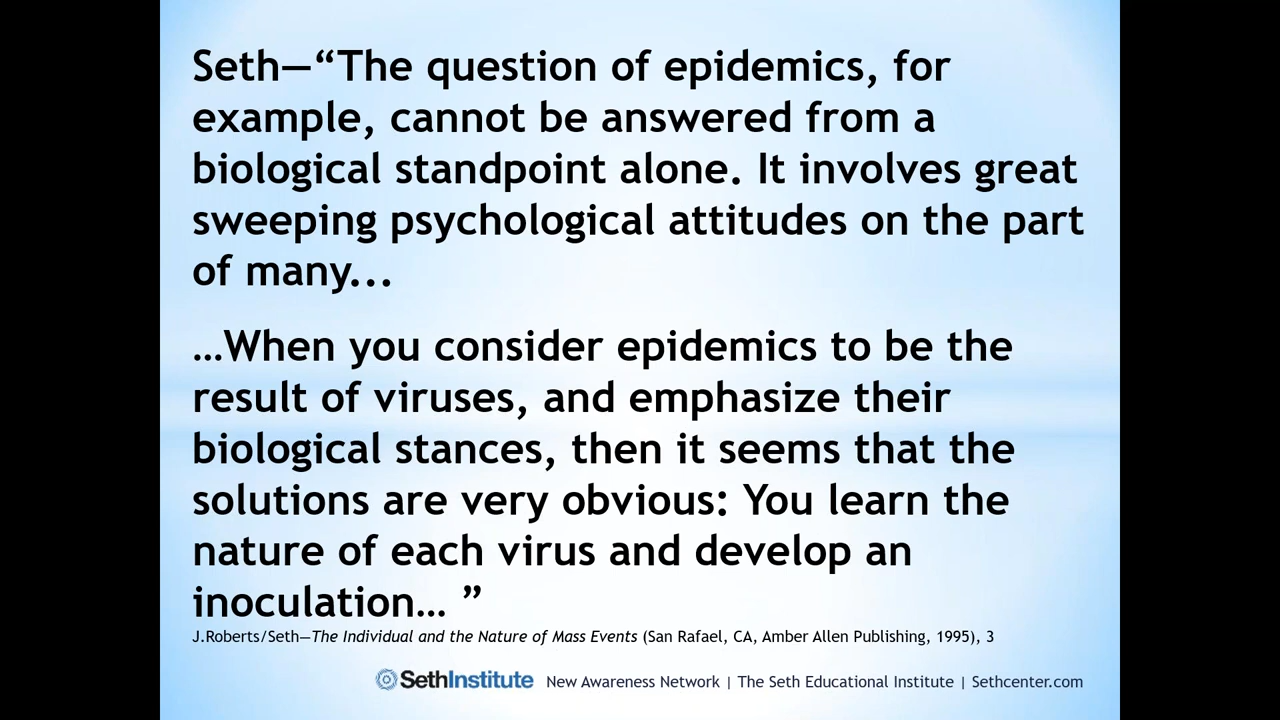 Seth—“The question of epidemics, for
example, cannot be answered from a
biological standpoint alone. It involves great
sweeping psychological attitudes on the part
of many...
…When you consider epidemics to be the
result of viruses, and emphasize their
biological stances, then it seems that the
solutions are very obvious: You learn the
nature of each virus and develop an
inoculation… ”
J.Roberts/Seth—The Individual and the Nature of Mass Events (San Rafael, CA, Amber Allen Publishing, 1995), 3
SethInstitute New Awareness Network | The Seth Educational Institute | Sethcenter.com